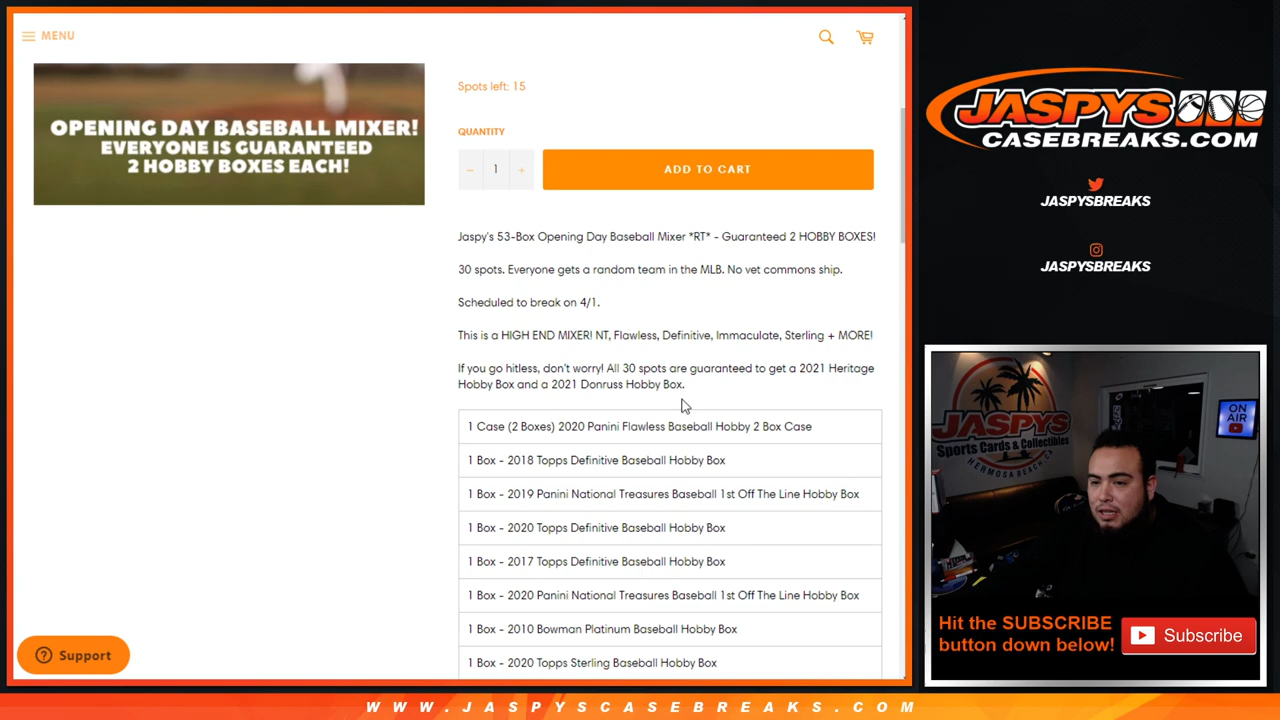 MENU
Spots left: 15
OPENING DAY BASEBALL MIXER!
EVERYONE IS GUARANTEED
2 HOBBY BOXES EACH!
QUANTITY
− 1 + ADD TO CART
Jaspy's 53-Box Opening Day Baseball Mixer *RT* - Guaranteed 2 HOBBY BOXES!
30 spots. Everyone gets a random team in the MLB. No vet commons ship.
Scheduled to break on 4/1.
This is a HIGH END MIXER! NT, Flawless, Definitive, Immaculate, Sterling + MORE!
If you go hitless, don't worry! All 30 spots are guaranteed to get a 2021 Heritage
Hobby Box and a 2021 Donruss Hobby Box.
1 Case (2 Boxes) 2020 Panini Flawless Baseball Hobby 2 Box Case
1 Box - 2018 Topps Definitive Baseball Hobby Box
1 Box - 2019 Panini National Treasures Baseball 1st Off The Line Hobby Box
1 Box - 2020 Topps Definitive Baseball Hobby Box
1 Box - 2017 Topps Definitive Baseball Hobby Box
1 Box - 2020 Panini National Treasures Baseball 1st Off The Line Hobby Box
1 Box - 2010 Bowman Platinum Baseball Hobby Box
1 Box - 2020 Topps Sterling Baseball Hobby Box
Support
JASPYS
CASEBREAKS.COM
JASPYSBREAKS
JASPYSBREAKS
JASPYS
Sports Cards & Collectibles
HERMOSA BEACH, CA
ON
AIR
Hit the SUBSCRIBE
button down below!
Subscribe
WWW.JASPYSCASEBREAKS.COM